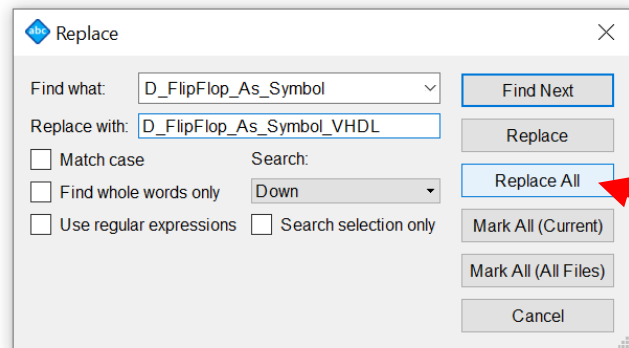 abc Replace
Find what: D_FlipFlop_As_Symbol Find Next
Replace with: D_FlipFlop_As_Symbol_VHDL Replace
Match case Search: Replace All
Find whole words only Down
Use regular expressions Search selection only Mark All (Current)
Mark All (All Files)
Cancel